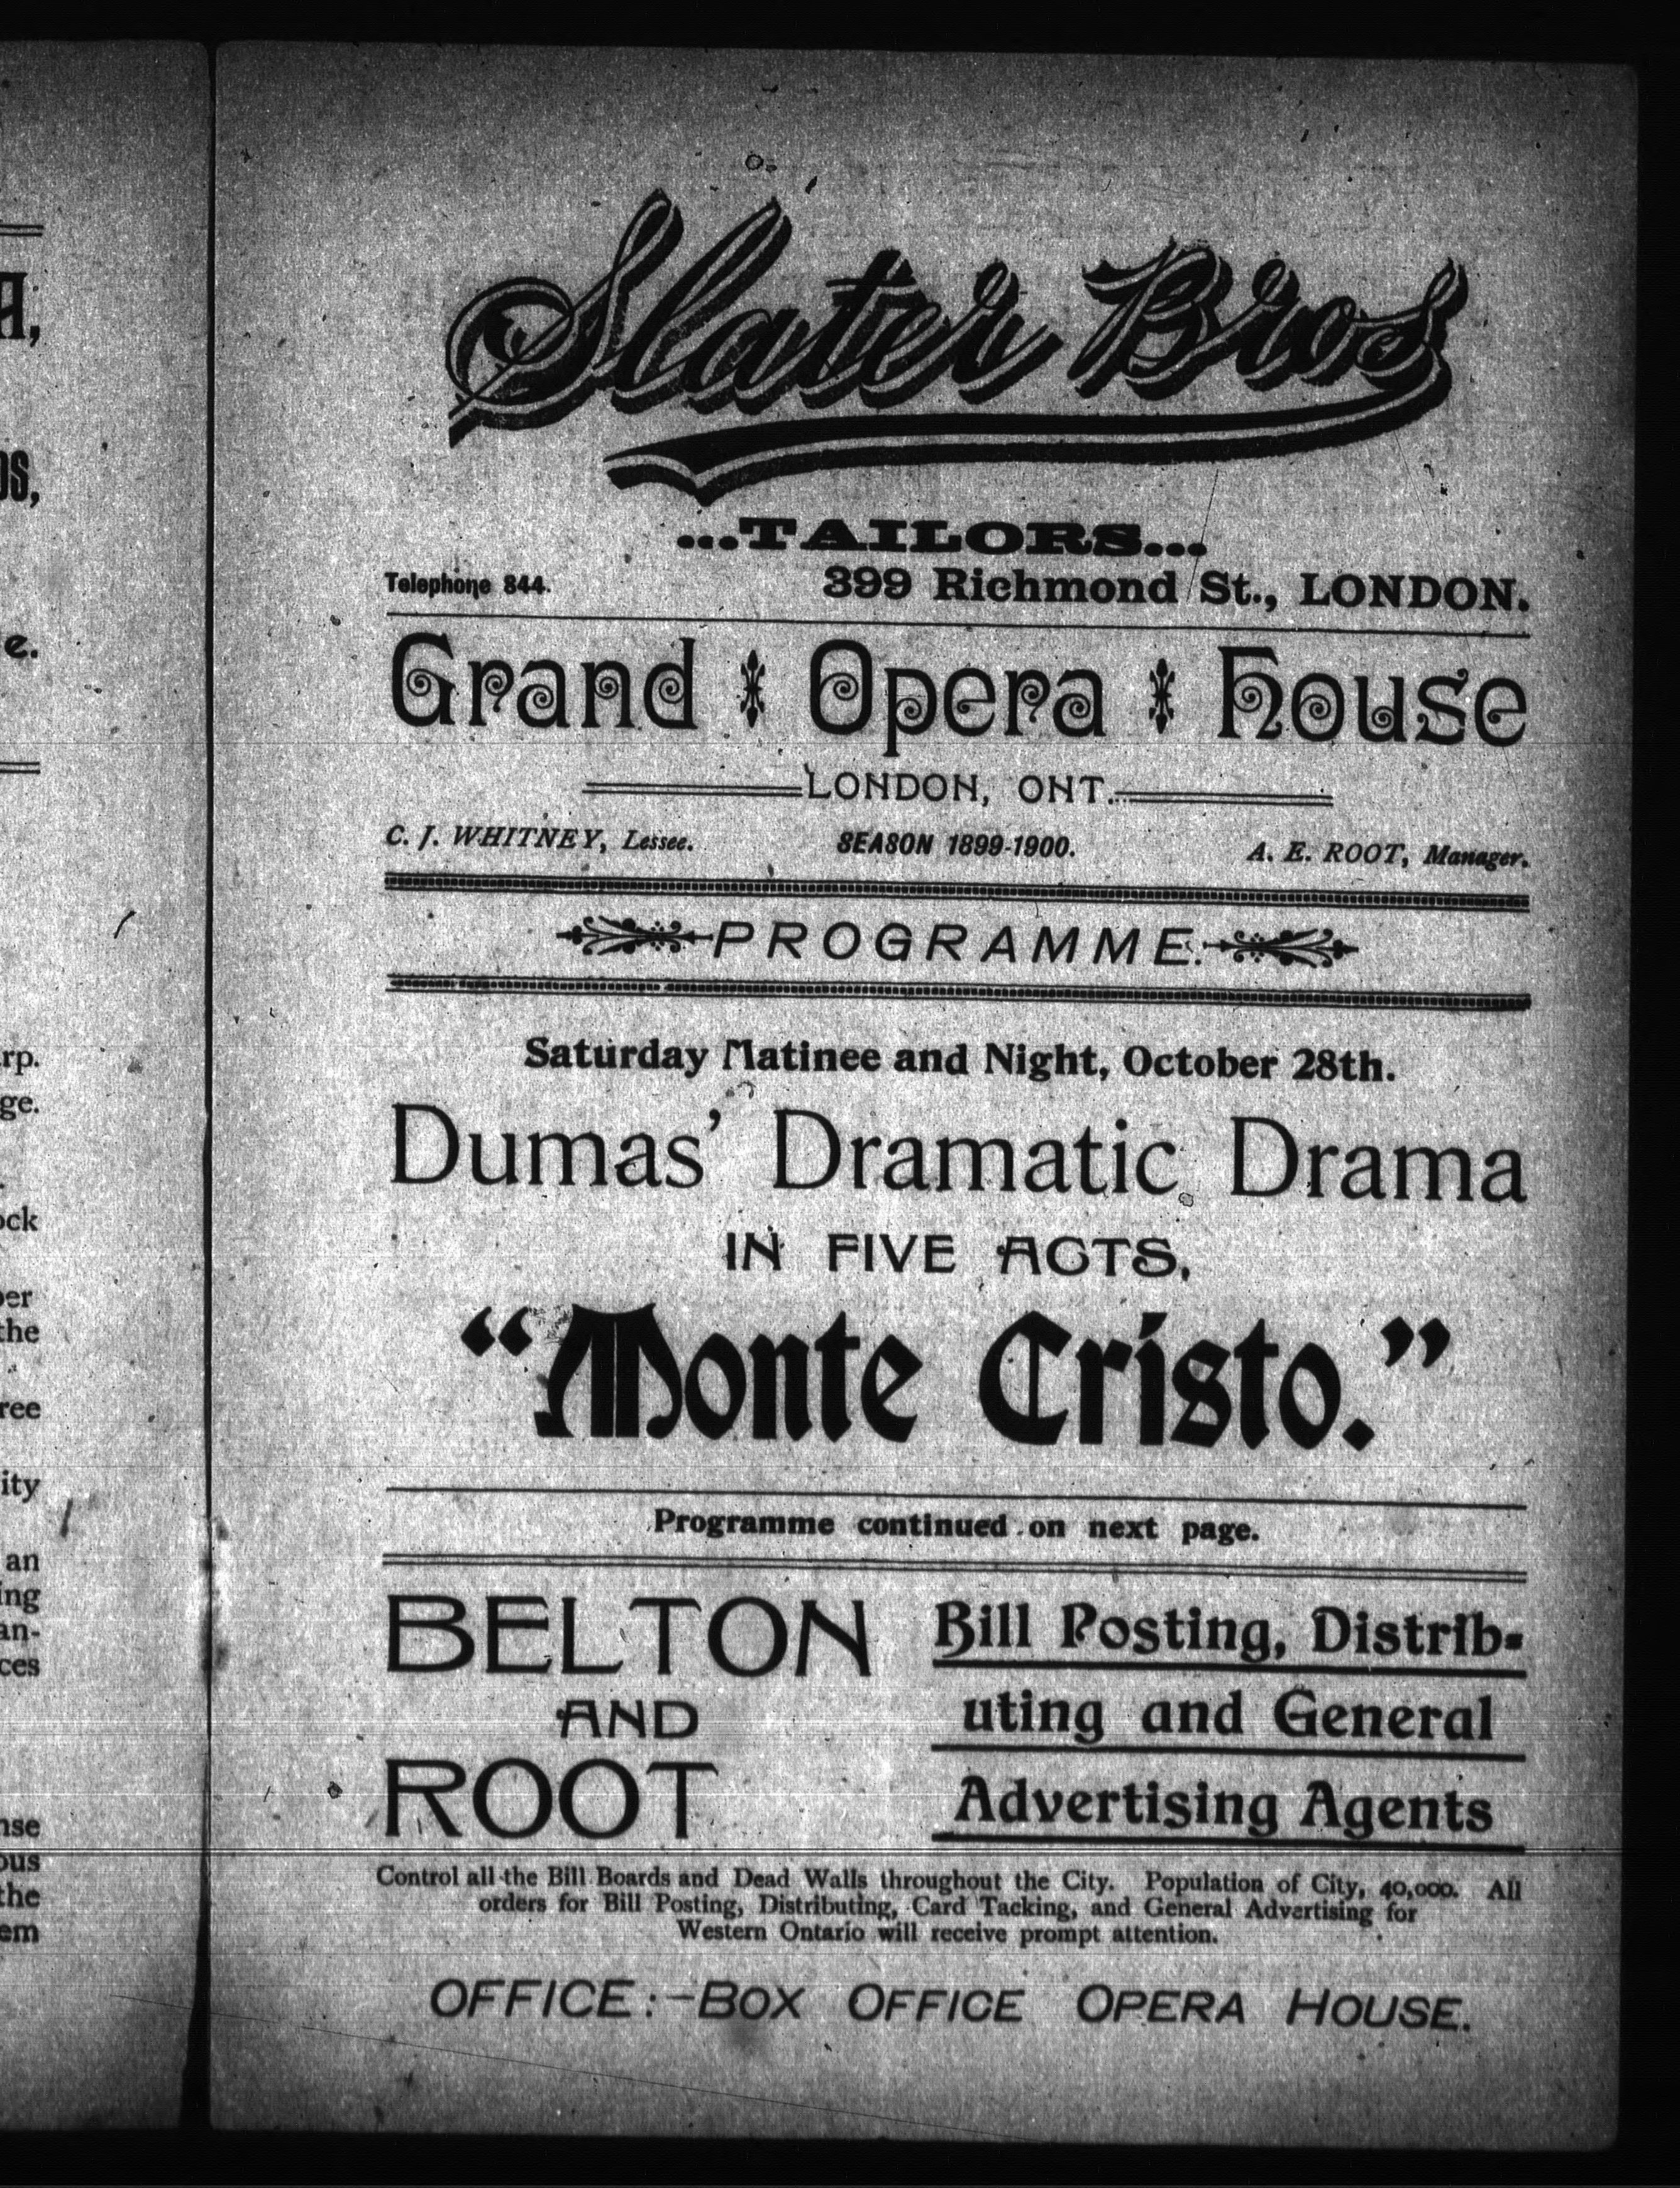 Slater Bros
...TAILORS...
Telephone 844. 399 Richmond St., LONDON.
Grand Opera House
LONDON, ONT.
C. J. WHITNEY, Lessee. SEASON 1899-1900. A. E. ROOT, Manager.
PROGRAMME.
Saturday Matinee and Night, October 28th.
Dumas' Dramatic Drama
IN FIVE ACTS,
"Monte Cristo."
Programme continued on next page.
BELTON
AND
ROOT
Bill Posting, Distrib-
uting and General
Advertising Agents
Control all the Bill Boards and Dead Walls throughout the City. Population of City, 40,000. All
orders for Bill Posting, Distributing, Card Tacking, and General Advertising for
Western Ontario will receive prompt attention.
OFFICE:-BOX OFFICE OPERA HOUSE.